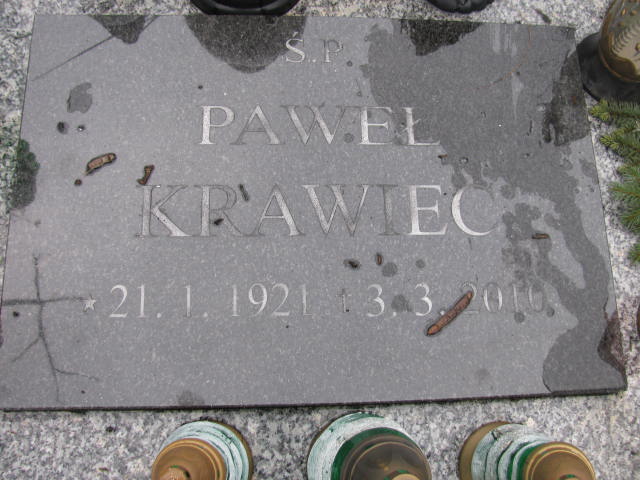 Ś.P.
PAWEŁ
KRAWIEC
★ 21. 1. 1921 † 3. 3. 2010